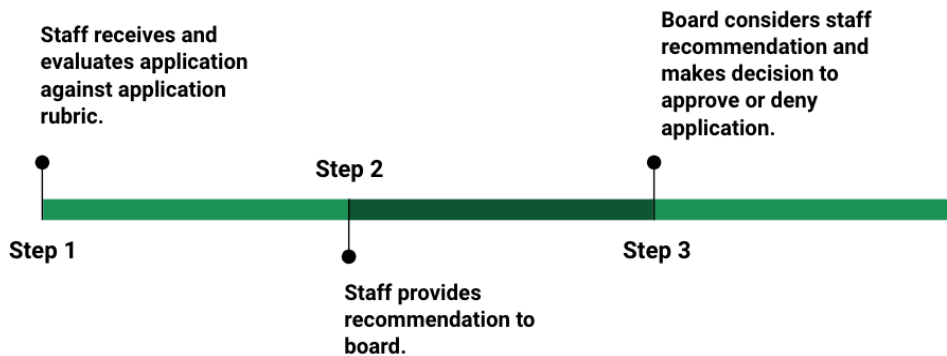 Staff receives and
evaluates application
against application
rubric.
Step 1
Step 2
Staff provides
recommendation to
board.
Board considers staff
recommendation and
makes decision to
approve or deny
application.
Step 3